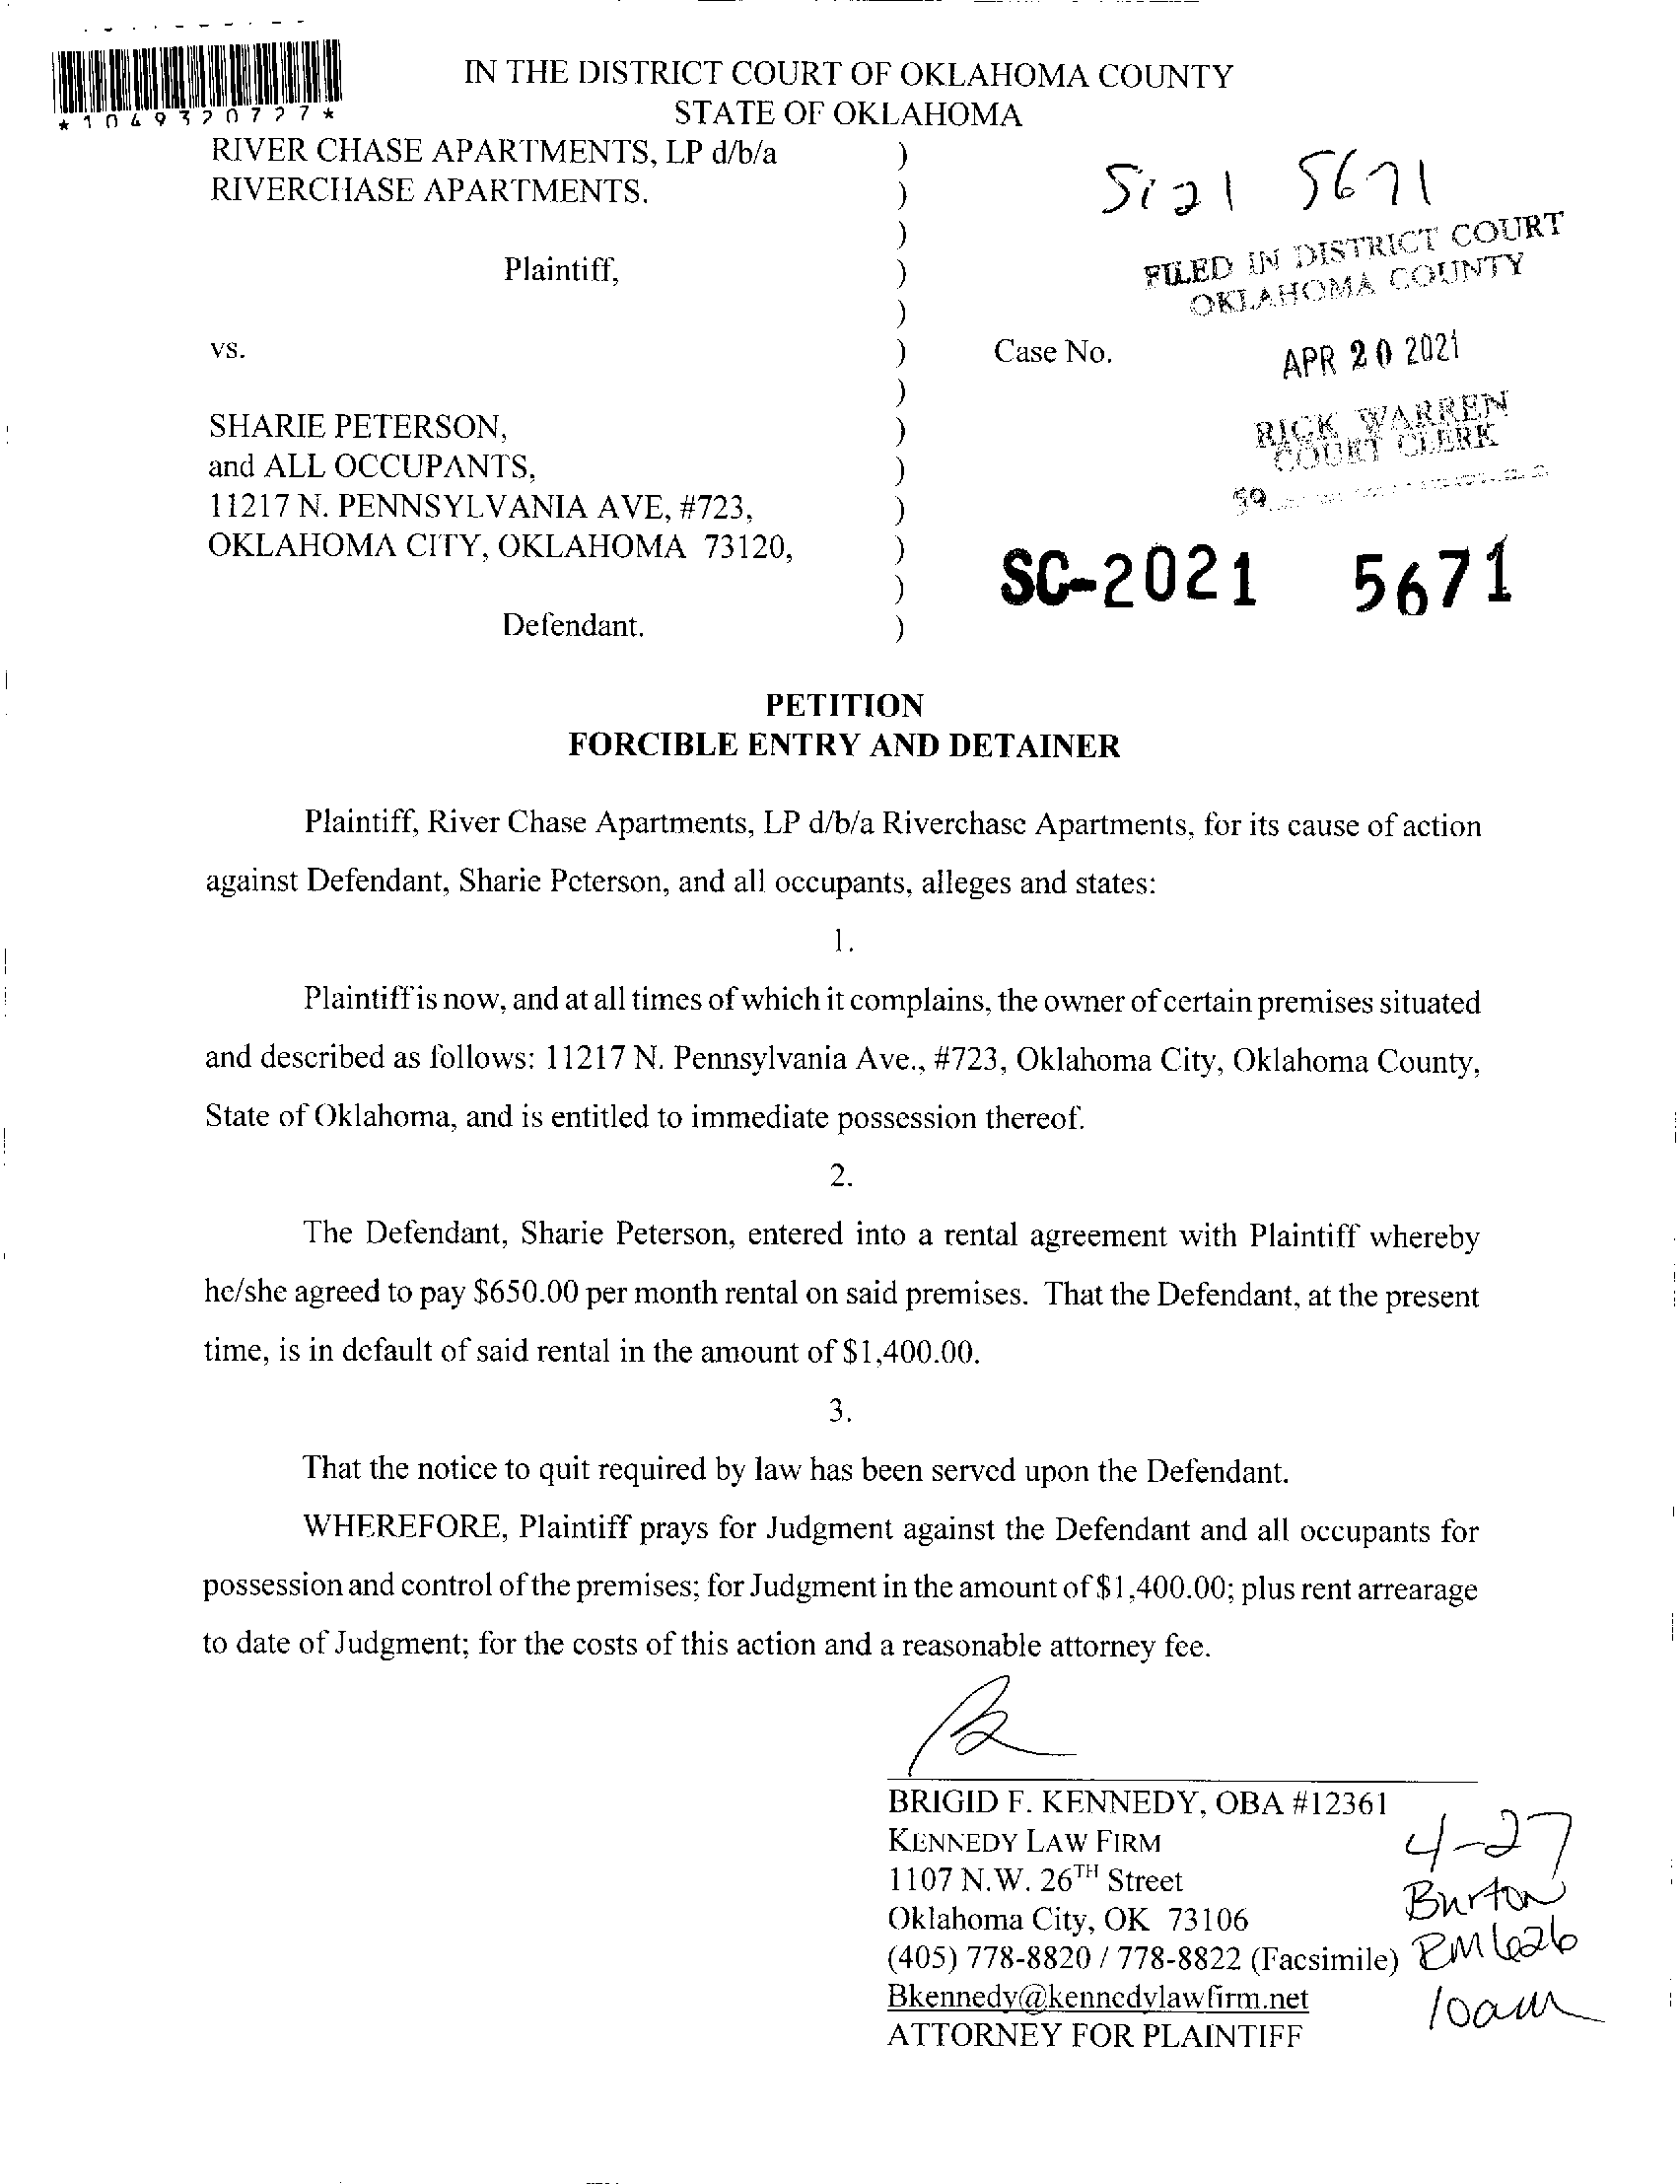 IN THE DISTRICT COURT OF OKLAHOMA COUNTY
STATE OF OKLAHOMA
*1049320727*
RIVER CHASE APARTMENTS, LP d/b/a )
RIVERCHASE APARTMENTS. )
)
Plaintiff, )
)
vs. ) Case No.
)
SHARIE PETERSON, )
and ALL OCCUPANTS, )
11217 N. PENNSYLVANIA AVE, #723, )
OKLAHOMA CITY, OKLAHOMA 73120, )
)
Defendant. )
5671
FILED IN DISTRICT COURT
OKLAHOMA COUNTY
APR 20 2021
RICK WARREN
COURT CLERK
59
SC-2021 5671
PETITION
FORCIBLE ENTRY AND DETAINER
Plaintiff, River Chase Apartments, LP d/b/a Riverchase Apartments, for its cause of action
against Defendant, Sharie Peterson, and all occupants, alleges and states:
1.
Plaintiff is now, and at all times of which it complains, the owner of certain premises situated
and described as follows: 11217 N. Pennsylvania Ave., #723, Oklahoma City, Oklahoma County,
State of Oklahoma, and is entitled to immediate possession thereof.
2.
The Defendant, Sharie Peterson, entered into a rental agreement with Plaintiff whereby
he/she agreed to pay $650.00 per month rental on said premises. That the Defendant, at the present
time, is in default of said rental in the amount of $1,400.00.
3.
That the notice to quit required by law has been served upon the Defendant.
WHEREFORE, Plaintiff prays for Judgment against the Defendant and all occupants for
possession and control of the premises; for Judgment in the amount of $1,400.00; plus rent arrearage
to date of Judgment; for the costs of this action and a reasonable attorney fee.
BRIGID F. KENNEDY, OBA #12361
KENNEDY LAW FIRM
1107 N.W. 26TH Street
Oklahoma City, OK 73106
(405) 778-8820 / 778-8822 (Facsimile)
Bkennedy@kennedylawfirm.net
ATTORNEY FOR PLAINTIFF
4-27
Burton
RM 626
10am